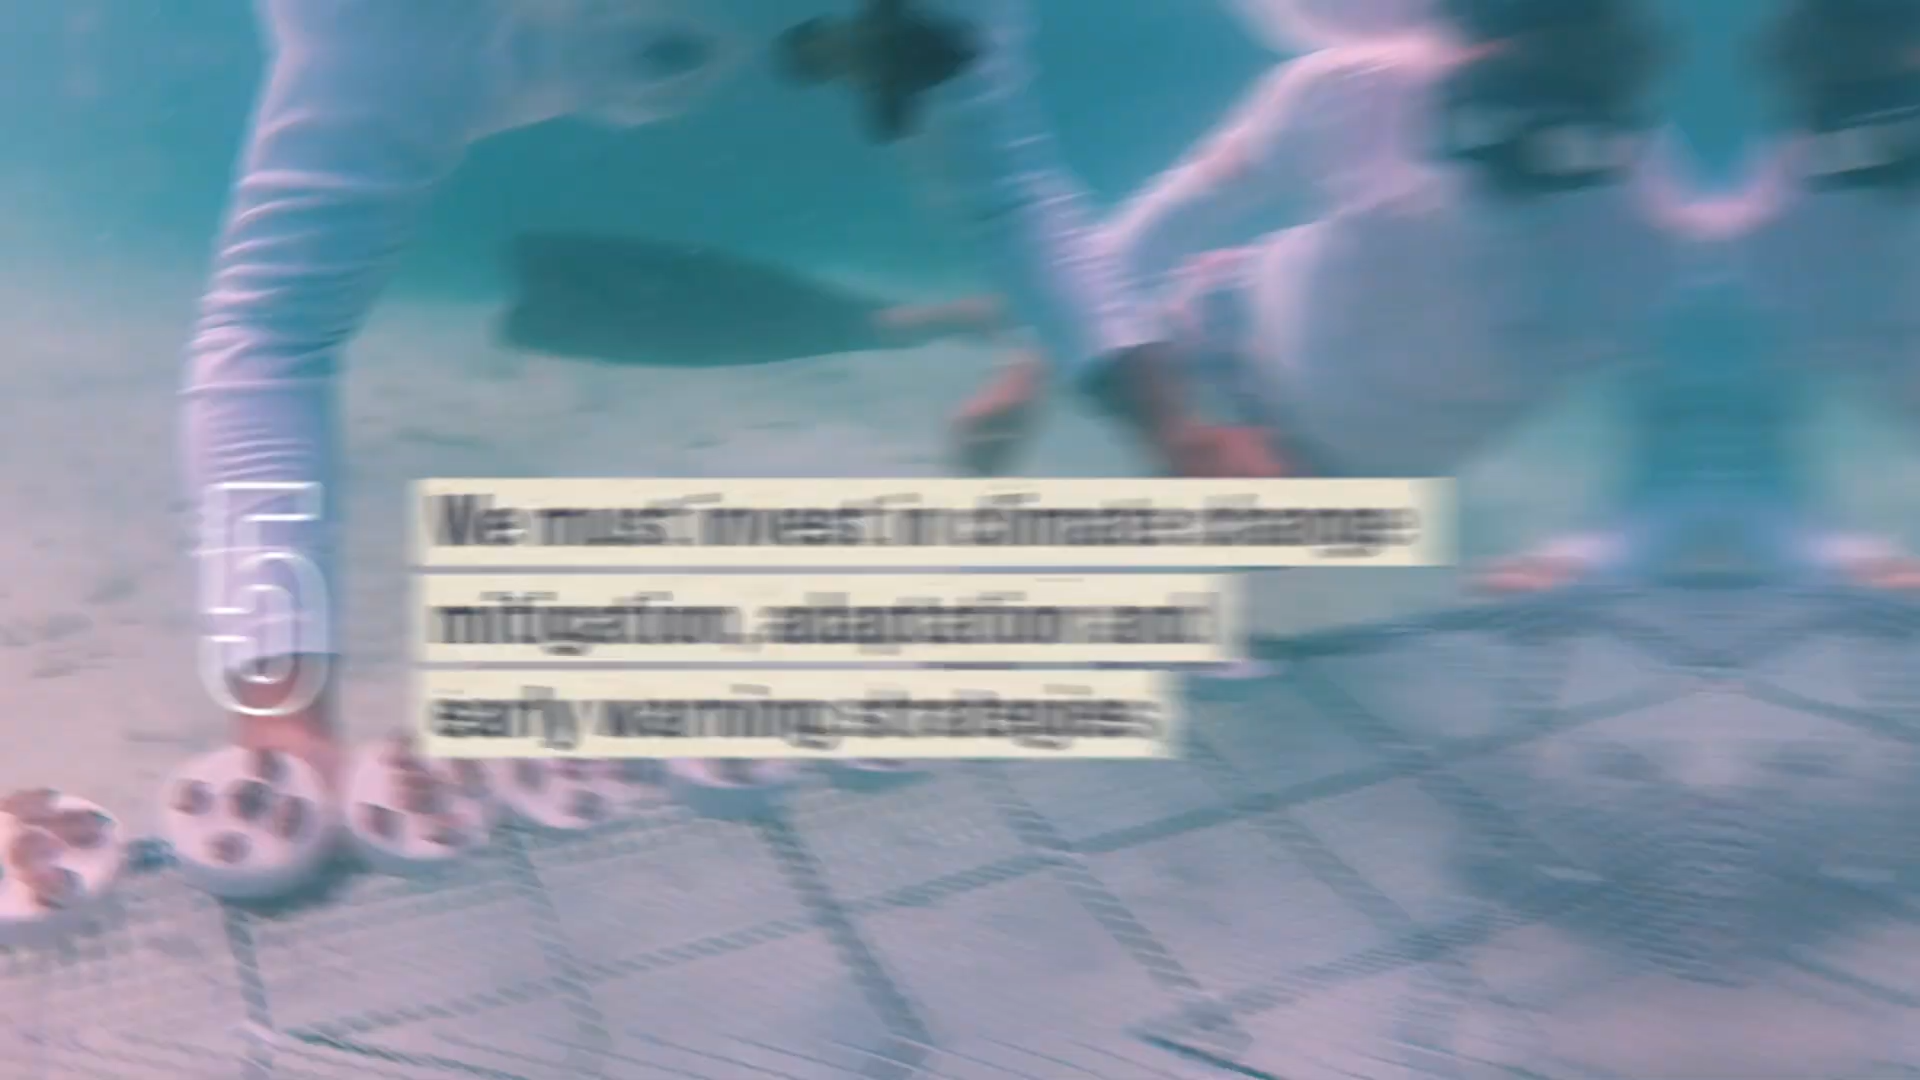 5
We must invest in climate change
mitigation, adaptation and
early warning strategies